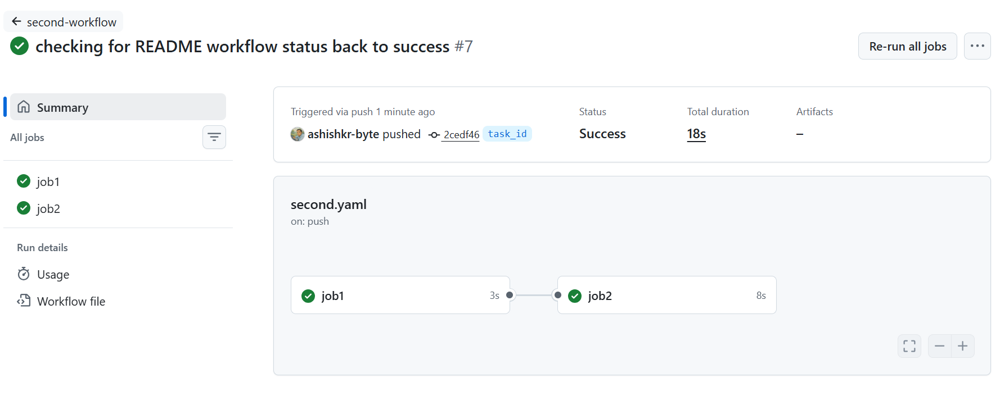 second-workflow
checking for README workflow status back to success #7
Re-run all jobs
Summary
All jobs
job1
job2
Run details
Usage
Workflow file
Triggered via push 1 minute ago
ashishkr-byte pushed 2cedf46 task_id
Status
Success
Total duration
18s
Artifacts
–
second.yaml
on: push
job1 3s
job2 8s